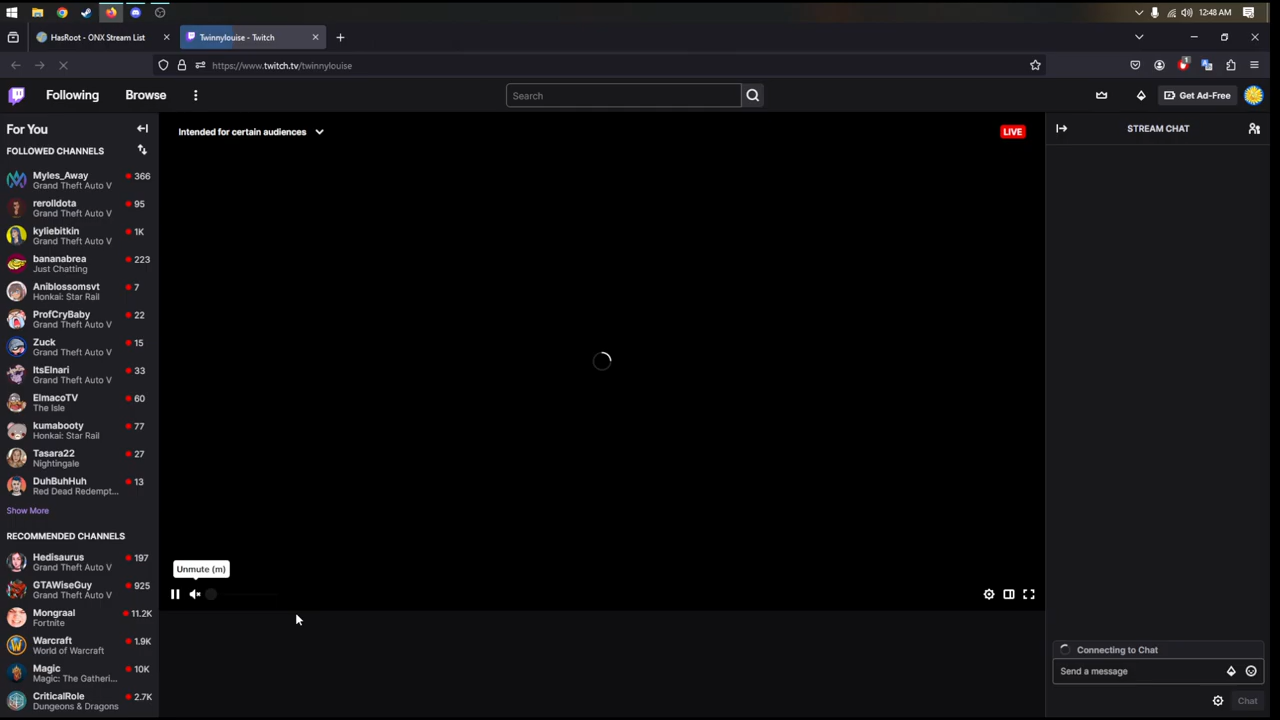 12:48 AM
HasRoot - ONX Stream List
Twinnylouise - Twitch
https://www.twitch.tv/twinnylouise
1
Following
Browse
Search
Get Ad-Free
For You
FOLLOWED CHANNELS
Myles_Away
366
Grand Theft Auto V
rerolldota
95
Grand Theft Auto V
kyliebitkin
1K
Grand Theft Auto V
bananabrea
223
Just Chatting
Aniblossomsvt
7
Honkai: Star Rail
ProfCryBaby
22
Grand Theft Auto V
Zuck
15
Grand Theft Auto V
ItsElnari
33
Grand Theft Auto V
ElmacoTV
60
The Isle
kumabooty
77
Honkai: Star Rail
Tasara22
27
Nightingale
DuhBuhHuh
13
Red Dead Redempt...
Show More
RECOMMENDED CHANNELS
Hedisaurus
197
GTAWiseGuy
925
Grand Theft Auto V
Mongraal
11.2K
Fortnite
Warcraft
1.9K
World of Warcraft
Magic
10K
Magic: The Gatheri...
CriticalRole
2.7K
Dungeons & Dragons
Intended for certain audiences
LIVE
Unmute (m)
STREAM CHAT
Connecting to Chat
Send a message
Chat